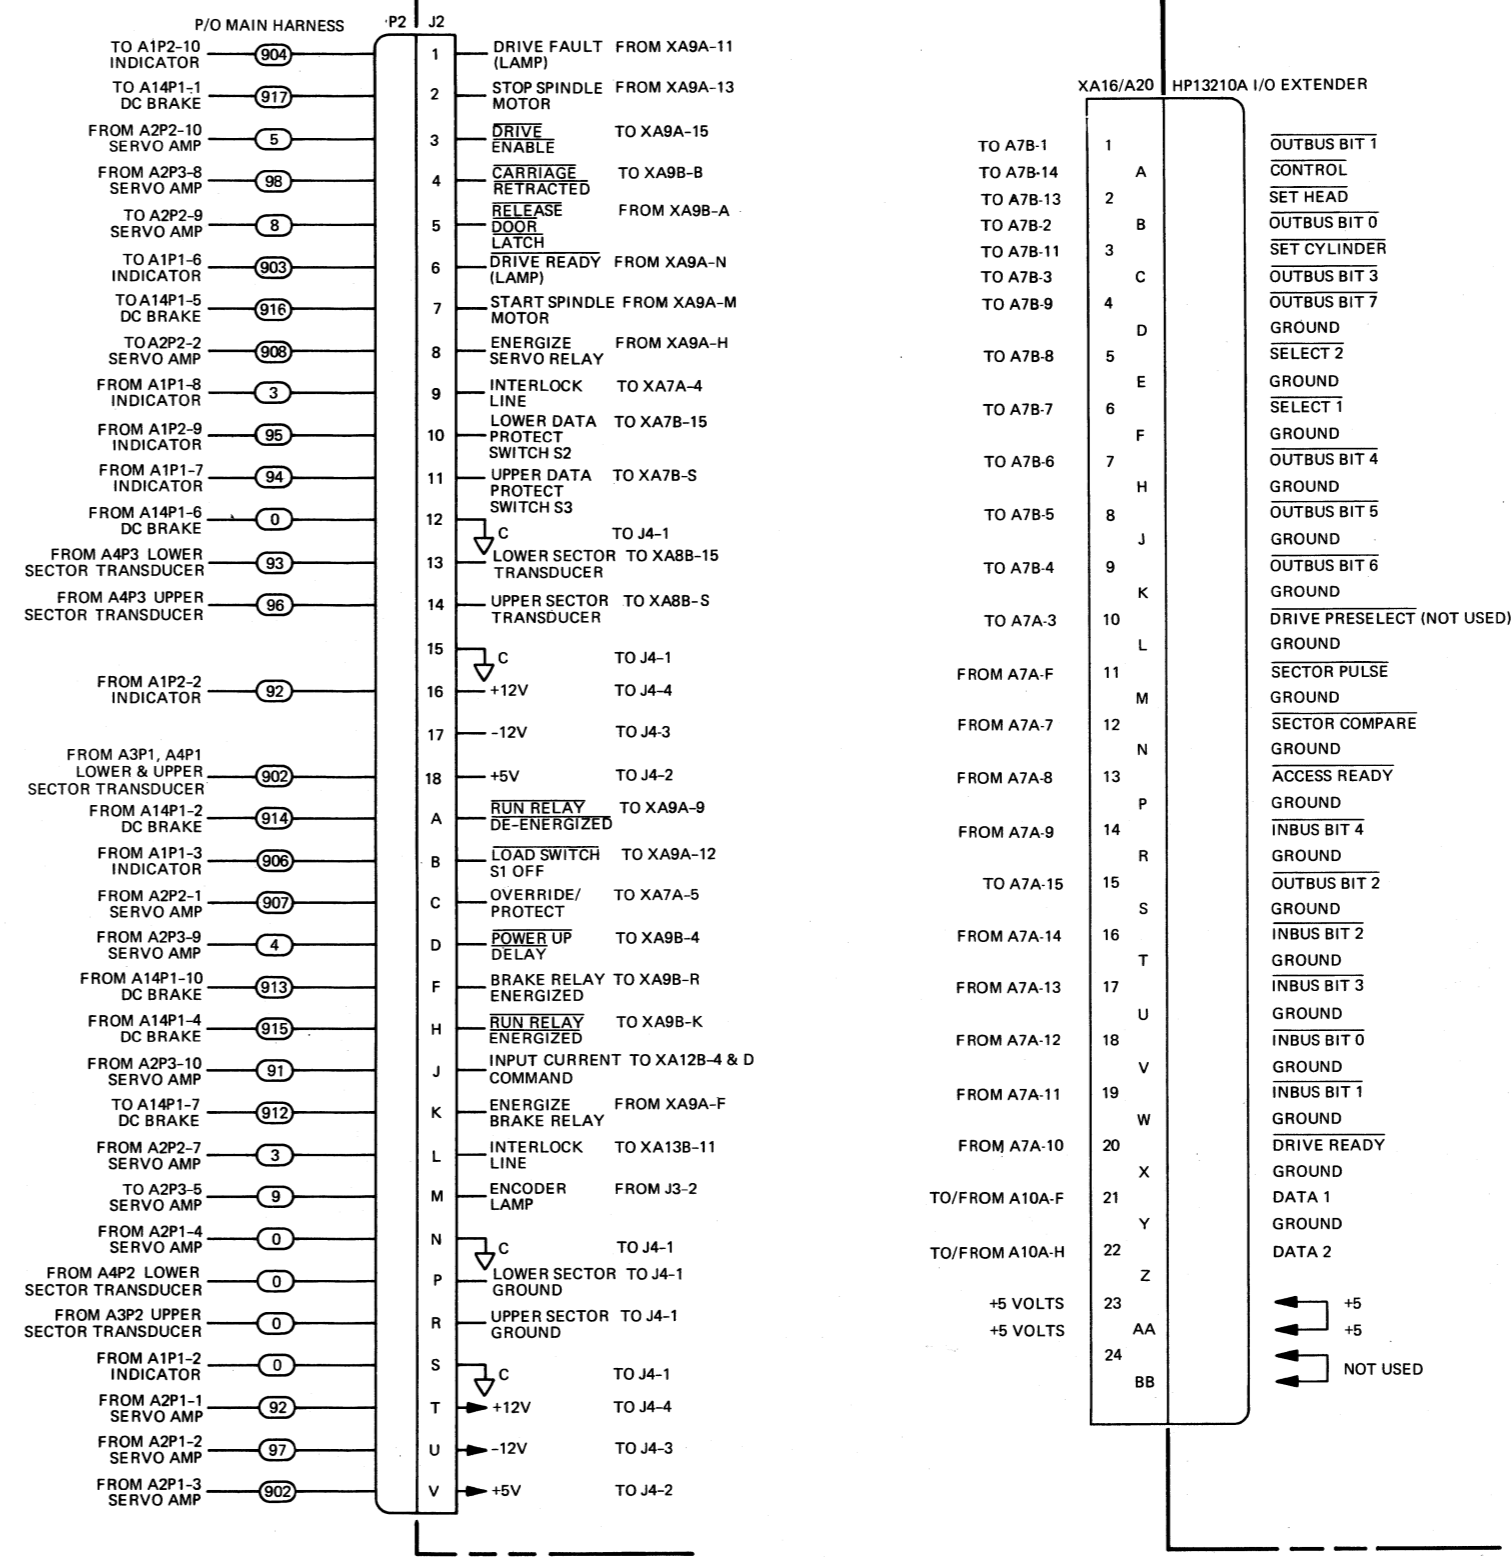 P/O MAIN HARNESS P2 J2
TO A1P2-10 904 1 DRIVE FAULT FROM XA9A-11
INDICATOR (LAMP)
TO A14P1-1 917 2 STOP SPINDLE FROM XA9A-13
DC BRAKE MOTOR
FROM A2P2-10 5 3 DRIVE TO XA9A-15
SERVO AMP ENABLE
FROM A2P3-8 98 4 CARRIAGE TO XA9B-B
SERVO AMP RETRACTED
TO A2P2-9 8 5 RELEASE FROM XA9B-A
SERVO AMP DOOR
LATCH
TO A1P1-6 903 6 DRIVE READY FROM XA9A-N
INDICATOR (LAMP)
TO A14P1-5 916 7 START SPINDLE FROM XA9A-M
DC BRAKE MOTOR
TO A2P2-2 908 8 ENERGIZE FROM XA9A-H
SERVO AMP SERVO RELAY
FROM A1P1-8 3 9 INTERLOCK TO XA7A-4
INDICATOR LINE
FROM A1P2-9 95 10 LOWER DATA TO XA7B-15
INDICATOR PROTECT
SWITCH S2
FROM A1P1-7 94 11 UPPER DATA TO XA7B-S
INDICATOR PROTECT
SWITCH S3
FROM A14P1-6 0 12 C TO J4-1
DC BRAKE
FROM A4P3 LOWER 93 13 LOWER SECTOR TO XA8B-15
SECTOR TRANSDUCER TRANSDUCER
FROM A4P3 UPPER 96 14 UPPER SECTOR TO XA8B-S
SECTOR TRANSDUCER TRANSDUCER
15 C TO J4-1
FROM A1P2-2 92 16 +12V TO J4-4
INDICATOR
17 -12V TO J4-3
FROM A3P1, A4P1
LOWER & UPPER 902 18 +5V TO J4-2
SECTOR TRANSDUCER
FROM A14P1-2 914 A RUN RELAY TO XA9A-9
DC BRAKE DE-ENERGIZED
FROM A1P1-3 906 B LOAD SWITCH TO XA9A-12
INDICATOR S1 OFF
FROM A2P2-1 907 C OVERRIDE/ TO XA7A-5
SERVO AMP PROTECT
FROM A2P3-9 4 D POWER UP TO XA9B-4
SERVO AMP DELAY
FROM A14P1-10 913 F BRAKE RELAY TO XA9B-R
DC BRAKE ENERGIZED
FROM A14P1-4 915 H RUN RELAY TO XA9B-K
DC BRAKE ENERGIZED
FROM A2P3-10 91 J INPUT CURRENT TO XA12B-4 & D
SERVO AMP COMMAND
TO A14P1-7 912 K ENERGIZE FROM XA9A-F
DC BRAKE BRAKE RELAY
FROM A2P2-7 3 L INTERLOCK TO XA13B-11
SERVO AMP LINE
TO A2P3-5 9 M ENCODER FROM J3-2
SERVO AMP LAMP
FROM A2P1-4 0 N C TO J4-1
SERVO AMP
FROM A4P2 LOWER 0 P LOWER SECTOR TO J4-1
SECTOR TRANSDUCER GROUND
FROM A3P2 UPPER 0 R UPPER SECTOR TO J4-1
SECTOR TRANSDUCER GROUND
FROM A1P1-2 0 S C TO J4-1
INDICATOR
FROM A2P1-1 92 T +12V TO J4-4
SERVO AMP
FROM A2P1-2 97 U -12V TO J4-3
SERVO AMP
FROM A2P1-3 902 V +5V TO J4-2
SERVO AMP
XA16/A20 HP13210A I/O EXTENDER
TO A7B-1 1 OUTBUS BIT 1
TO A7B-14 A CONTROL
TO A7B-13 2 SET HEAD
TO A7B-2 B OUTBUS BIT 0
TO A7B-11 3 SET CYLINDER
TO A7B-3 C OUTBUS BIT 3
TO A7B-9 4 OUTBUS BIT 7
D GROUND
TO A7B-8 5 SELECT 2
E GROUND
TO A7B-7 6 SELECT 1
F GROUND
TO A7B-6 7 OUTBUS BIT 4
H GROUND
TO A7B-5 8 OUTBUS BIT 5
J GROUND
TO A7B-4 9 OUTBUS BIT 6
K GROUND
TO A7A-3 10 DRIVE PRESELECT (NOT USED)
L GROUND
FROM A7A-F 11 SECTOR PULSE
M GROUND
FROM A7A-7 12 SECTOR COMPARE
N GROUND
FROM A7A-8 13 ACCESS READY
P GROUND
FROM A7A-9 14 INBUS BIT 4
R GROUND
TO A7A-15 15 OUTBUS BIT 2
S GROUND
FROM A7A-14 16 INBUS BIT 2
T GROUND
FROM A7A-13 17 INBUS BIT 3
U GROUND
FROM A7A-12 18 INBUS BIT 0
V GROUND
FROM A7A-11 19 INBUS BIT 1
W GROUND
FROM A7A-10 20 DRIVE READY
X GROUND
TO/FROM A10A-F 21 DATA 1
Y GROUND
TO/FROM A10A-H 22 DATA 2
Z
+5 VOLTS 23 +5
+5 VOLTS AA +5
24
NOT USED
BB